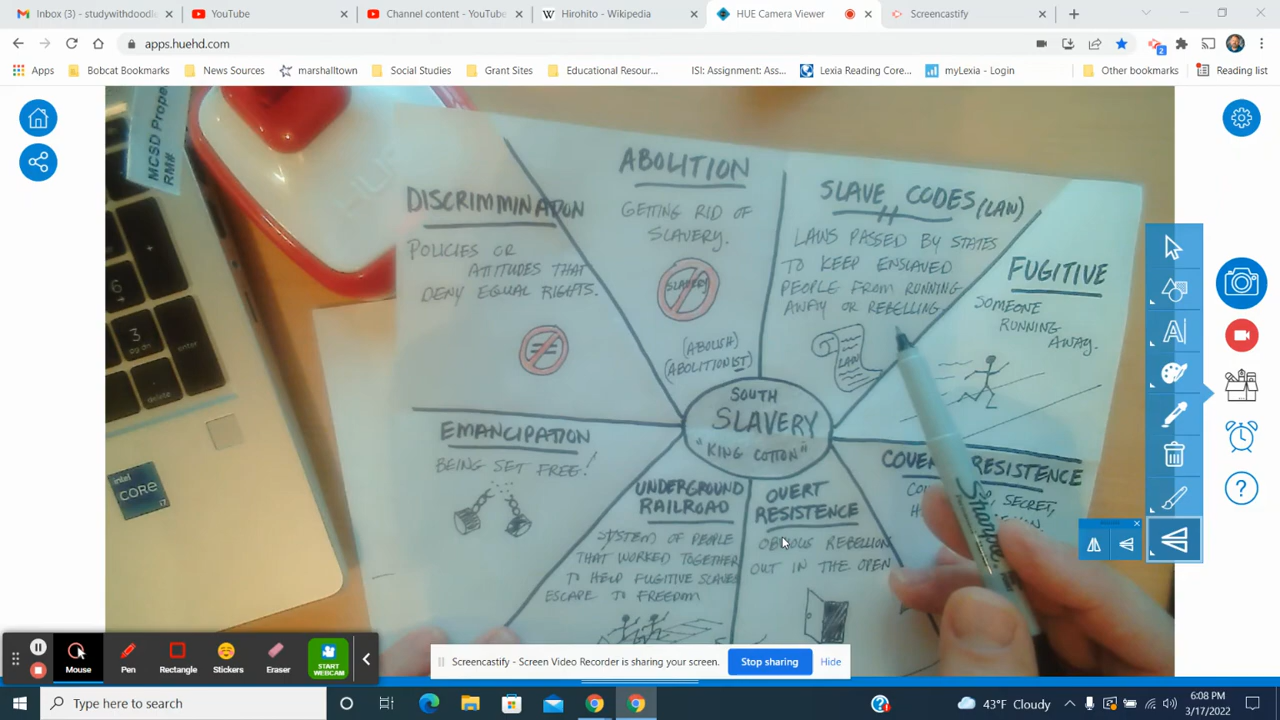 Inbox (3) - studywithdoodle
YouTube
Channel content - YouTube
Hirohito - Wikipedia
HUE Camera Viewer
Screencastify
apps.huehd.com
2
Apps
Bobcat Bookmarks
News Sources
marshalltown
Social Studies
Grant Sites
Educational Resour...
ISI: Assignment: Ass...
Lexia Reading Core...
myLexia - Login
Other bookmarks
Reading list
MCSD Prope
RM#
intel
CORE
i7
DISCRIMMINATION
POLICIES OR
ATITUDES THAT
DENY EQUAL RIGHTS.
ABOLITION
GETTING RID OF
SLAVERY.
SLAVERY
(ABOLISH)
(ABOLITIONIST)
SLAVE CODES (LAW)
LAWS PASSED BY STATES
TO KEEP ENSLAVED
PEOPLE FROM RUNNING
AWAY OR REBELLING.
LAW
FUGITIVE
SOMEONE
RUNNING
AWAY.
SOUTH
SLAVERY
"KING COTTON"
EMANCIPATION
BEING SET FREE!
UNDERGROUND
RAILROAD
SYSTEM OF PEOPLE
THAT WORKED TOGETHER
TO HELP FUGITIVE SLAVES
ESCAPE TO FREEDOM
OVERT
RESISTENCE
OBVIOUS REBELLION
OUT IN THE OPEN
RESISTENCE
SECRET,
Sharpie
Mouse
Pen
Rectangle
Stickers
Eraser
START
WEBCAM
Screencastify - Screen Video Recorder is sharing your screen.
Stop sharing
Hide
Type here to search
43°F Cloudy
6:08 PM
3/17/2022